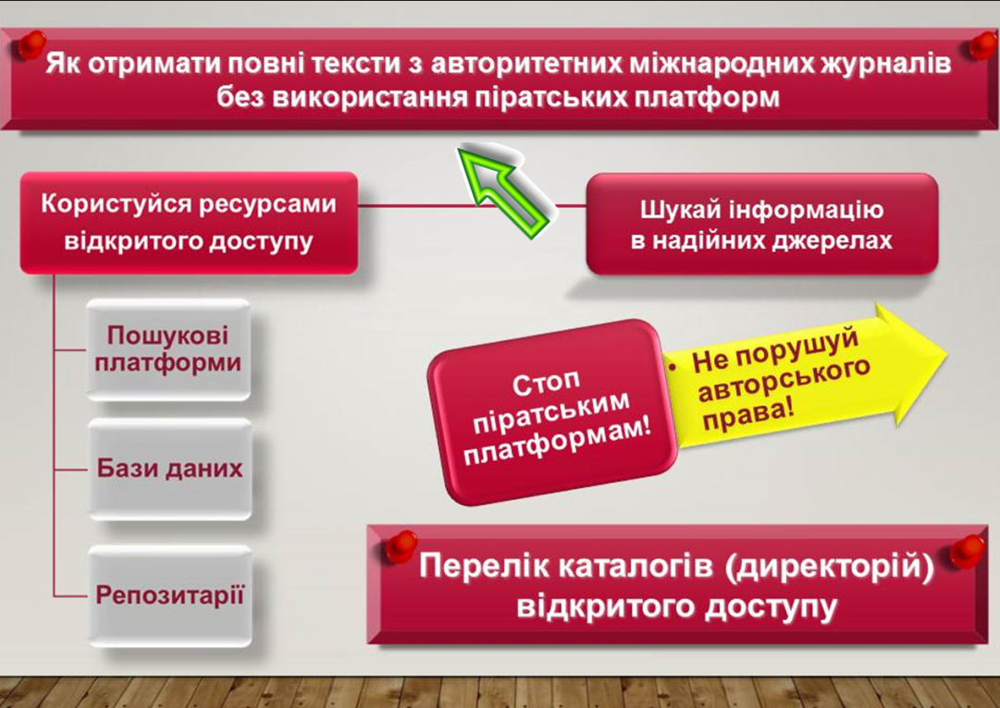 Як отримати повні тексти з авторитетних міжнародних журналів
без використання піратських платформ
Користуйся ресурсами
відкритого доступу
Шукай інформацію
в надійних джерелах
Пошукові
платформи
Бази даних
Репозитарії
Стоп
піратським
платформам!
• Не порушуй
авторського
права!
Перелік каталогів (директорій)
відкритого доступу